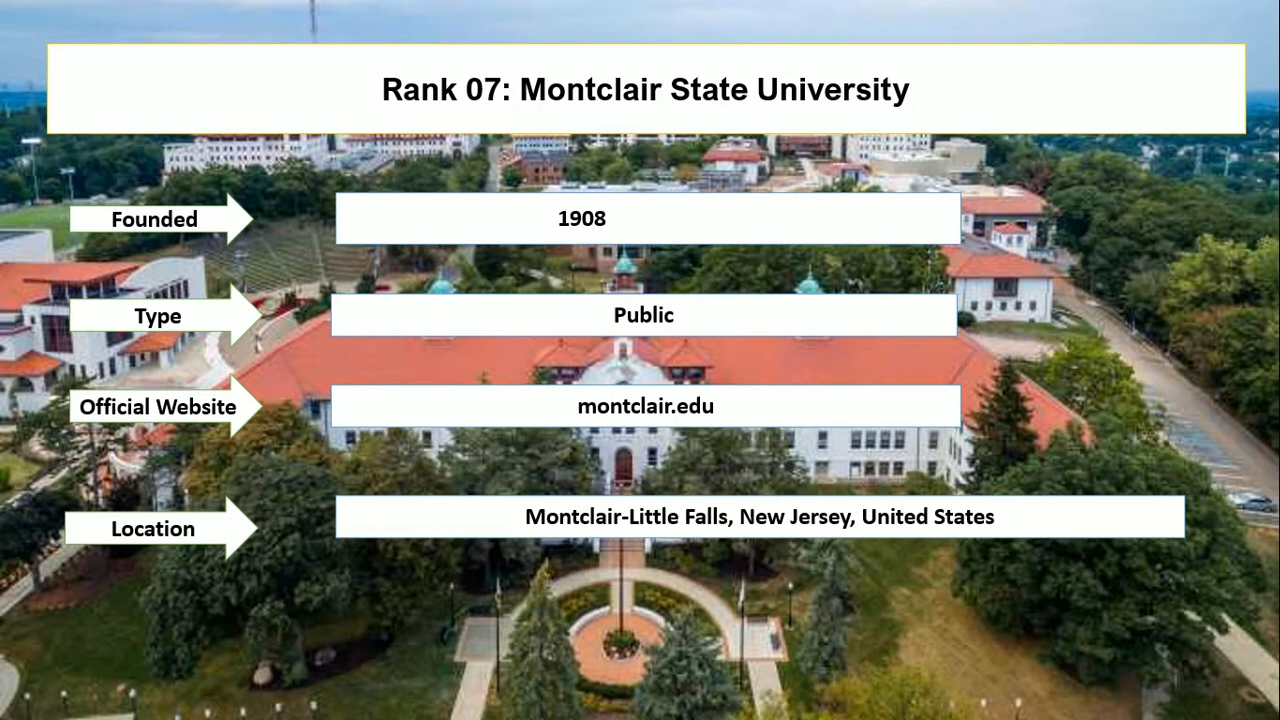 Rank 07: Montclair State University
Founded
1908
Type
Public
Official Website
montclair.edu
Location
Montclair-Little Falls, New Jersey, United States